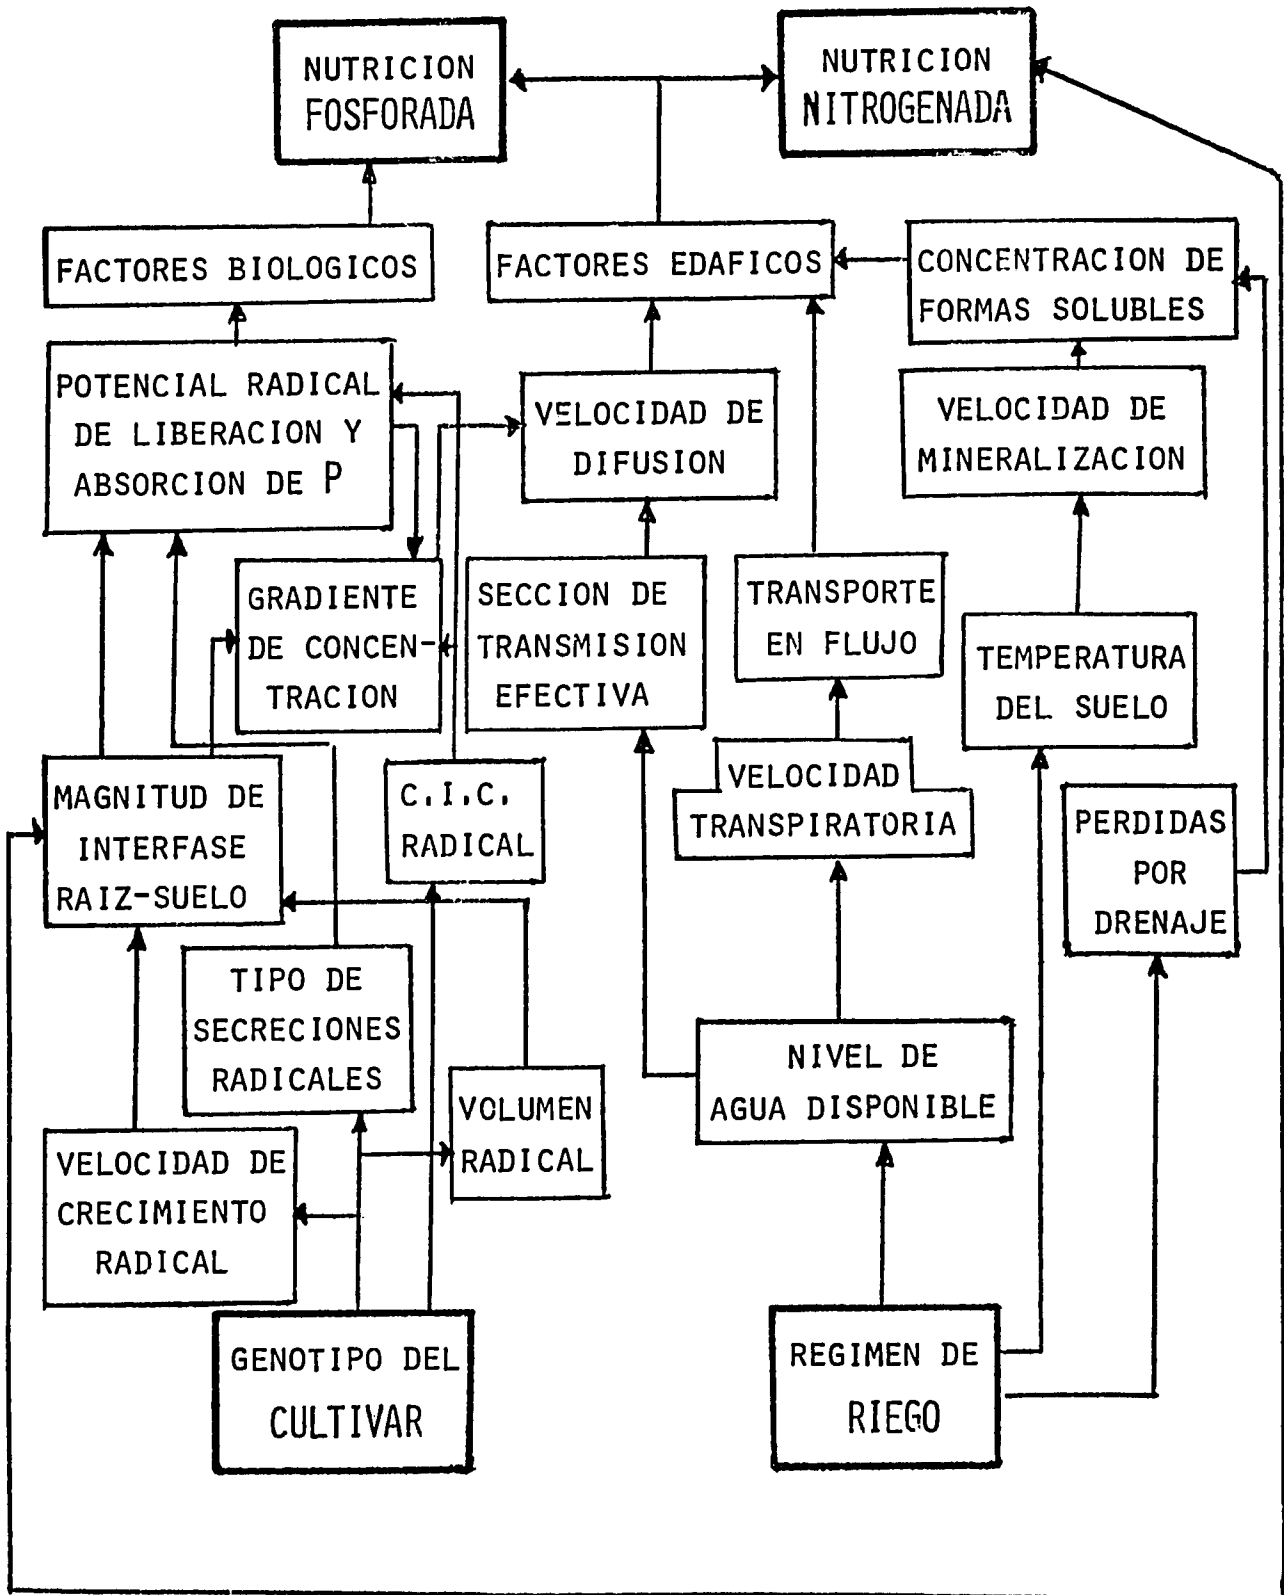 NUTRICION
FOSFORADA
NUTRICION
NITROGENADA
FACTORES BIOLOGICOS
FACTORES EDAFICOS
CONCENTRACION DE
FORMAS SOLUBLES
POTENCIAL RADICAL
DE LIBERACION Y
ABSORCION DE P
VELOCIDAD DE
DIFUSION
VELOCIDAD DE
MINERALIZACION
GRADIENTE
DE CONCEN-
TRACION
SECCION DE
TRANSMISION
EFECTIVA
TRANSPORTE
EN FLUJO
TEMPERATURA
DEL SUELO
MAGNITUD DE
INTERFASE
RAIZ-SUELO
C.I.C.
RADICAL
VELOCIDAD
TRANSPIRATORIA
PERDIDAS
POR
DRENAJE
TIPO DE
SECRECIONES
RADICALES
VOLUMEN
RADICAL
NIVEL DE
AGUA DISPONIBLE
VELOCIDAD DE
CRECIMIENTO
RADICAL
GENOTIPO DEL
CULTIVAR
REGIMEN DE
RIEGO